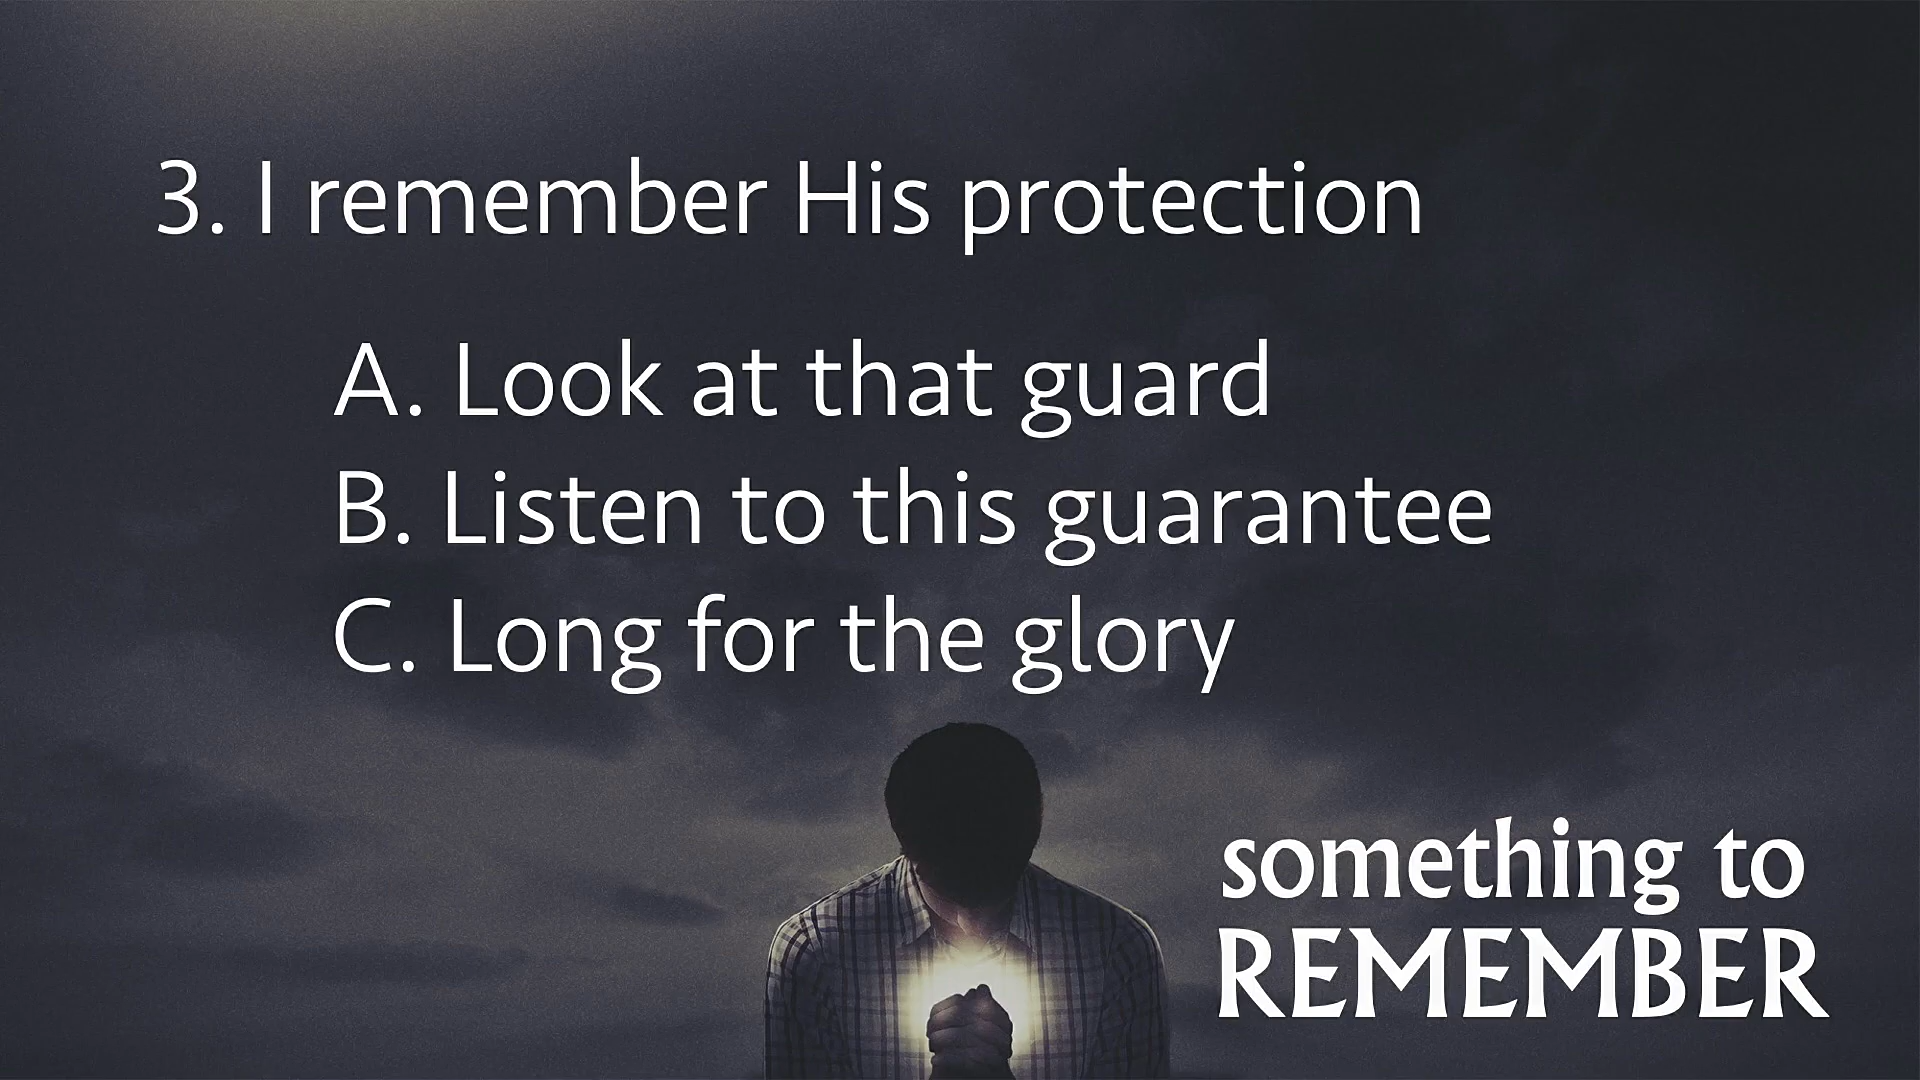 3. I remember His protection
A. Look at that guard
B. Listen to this guarantee
C. Long for the glory
something to
REMEMBER